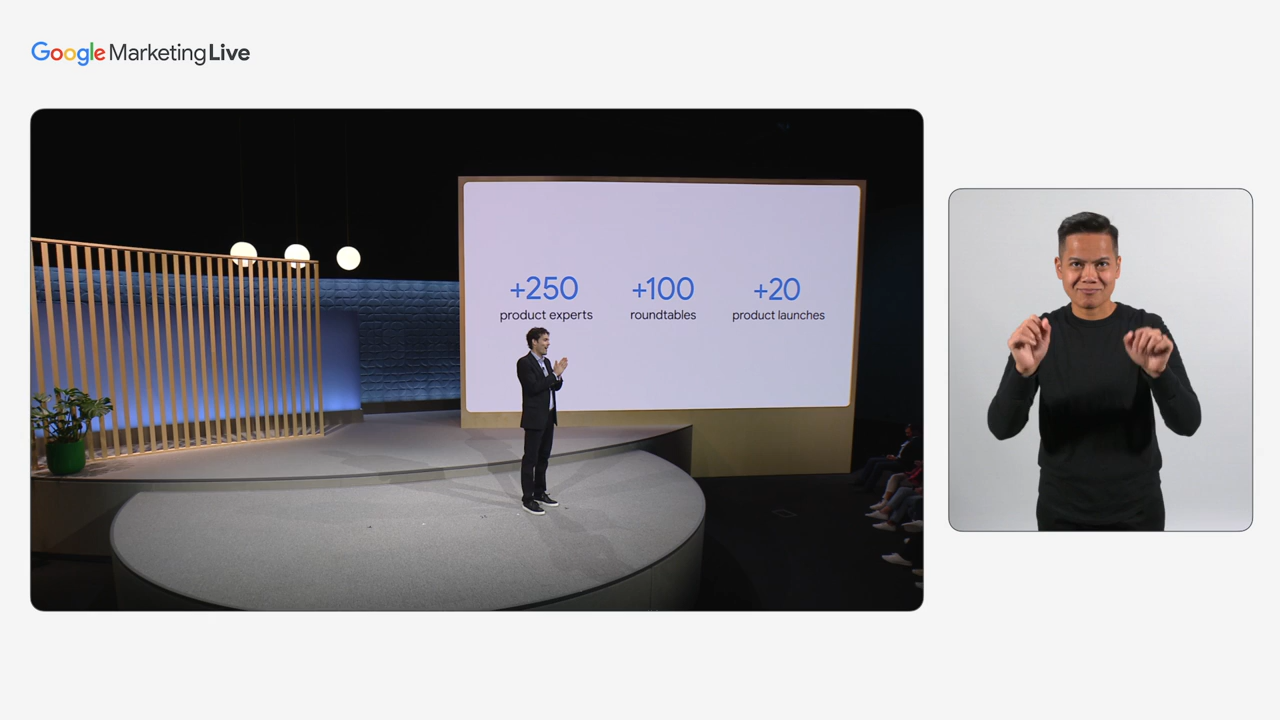 Google Marketing Live
+250 +100 +20
product experts roundtables product launches